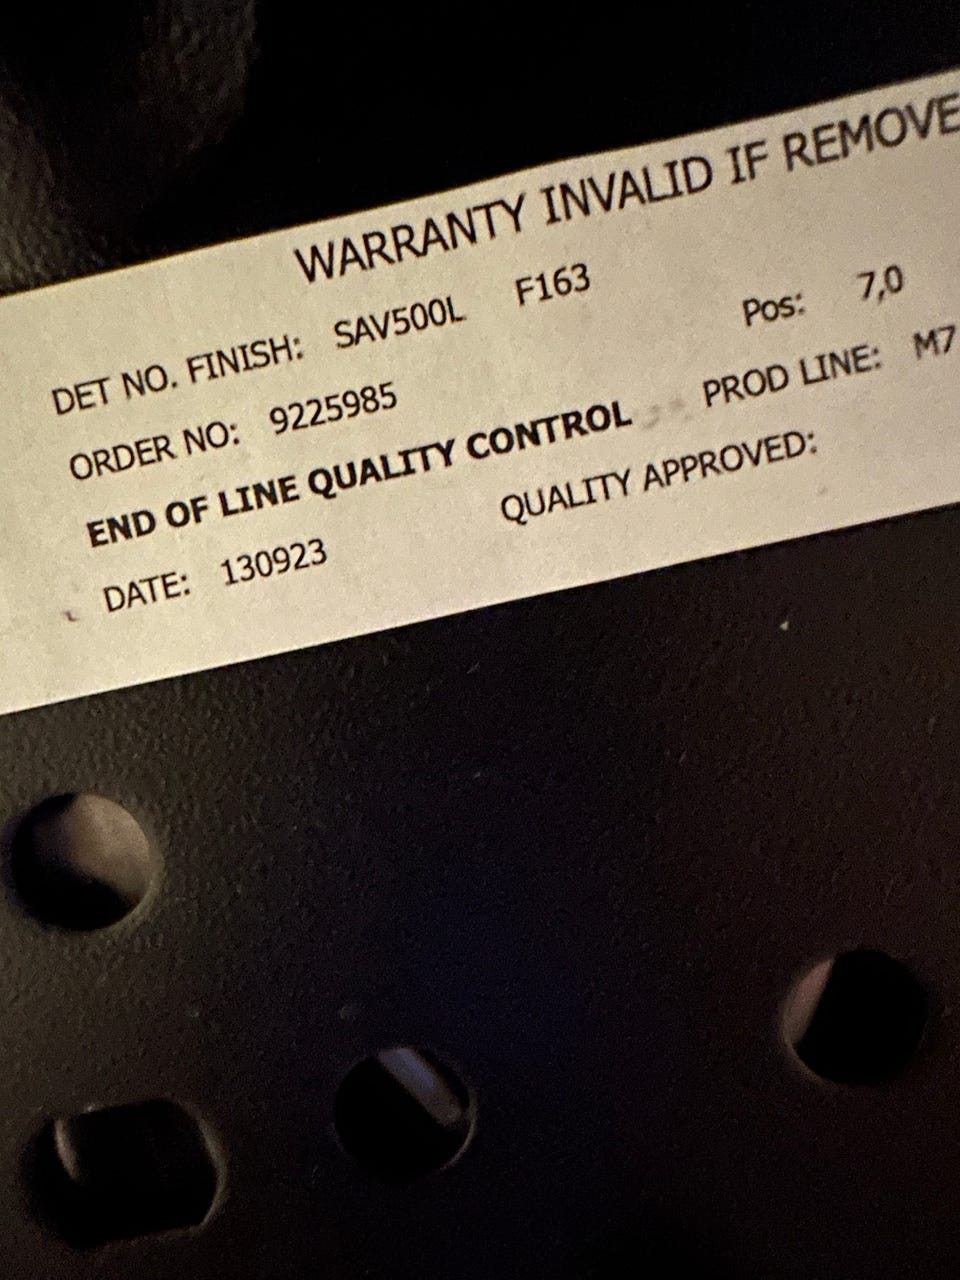 WARRANTY INVALID IF REMOVE
DET NO. FINISH: SAV500L F163 Pos: 7,0
ORDER NO: 9225985 PROD LINE: M7
END OF LINE QUALITY CONTROL
DATE: 130923 QUALITY APPROVED: